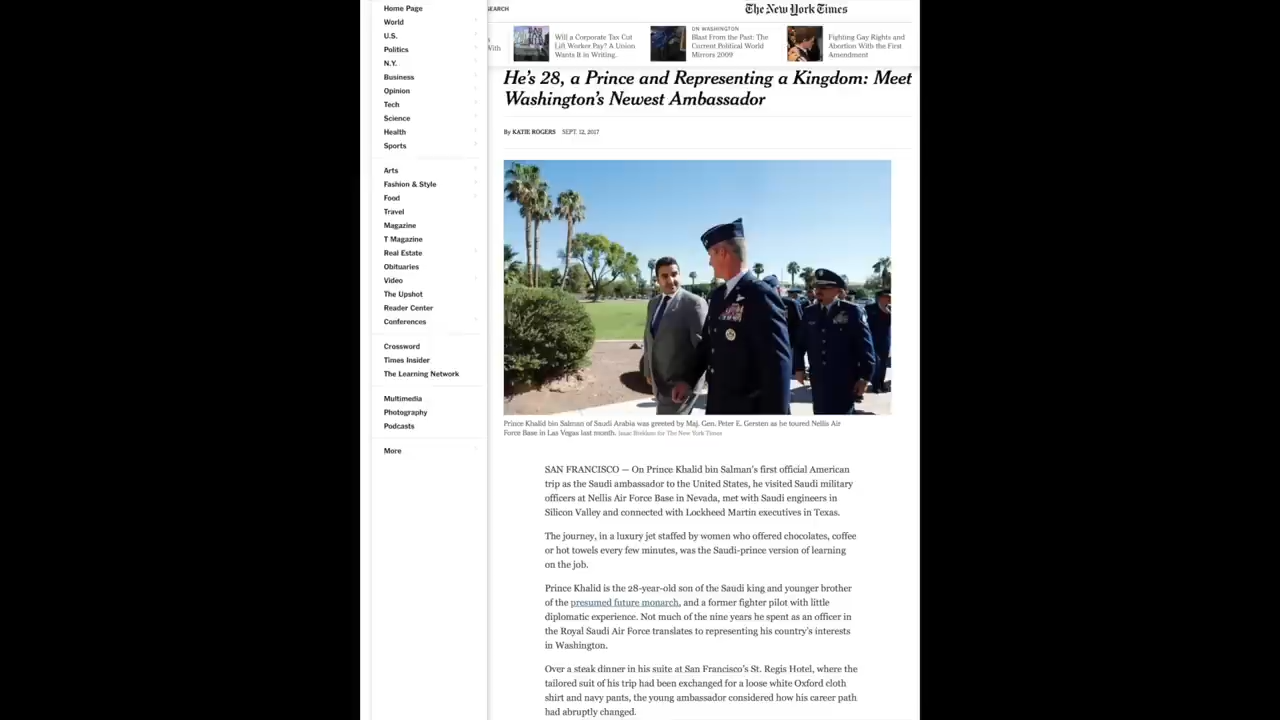 Home Page
World
U.S.
Politics
N.Y.
Business
Opinion
Tech
Science
Health
Sports
Arts
Fashion & Style
Food
Travel
Magazine
T Magazine
Real Estate
Obituaries
Video
The Upshot
Reader Center
Conferences
Crossword
Times Insider
The Learning Network
Multimedia
Photography
Podcasts
More
SEARCH
The New York Times
With
Will a Corporate Tax Cut
Lift Worker Pay? A Union
Wants It in Writing.
ON WASHINGTON
Blast From the Past: The
Current Political World
Mirrors 2009
Fighting Gay Rights and
Abortion With the First
Amendment
He's 28, a Prince and Representing a Kingdom: Meet
Washington's Newest Ambassador
By KATIE ROGERS SEPT. 12, 2017
Prince Khalid bin Salman of Saudi Arabia was greeted by Maj. Gen. Peter E. Gersten as he toured Nellis Air
Force Base in Las Vegas last month. Isaac Brekken for The New York Times
SAN FRANCISCO — On Prince Khalid bin Salman's first official American
trip as the Saudi ambassador to the United States, he visited Saudi military
officers at Nellis Air Force Base in Nevada, met with Saudi engineers in
Silicon Valley and connected with Lockheed Martin executives in Texas.
The journey, in a luxury jet staffed by women who offered chocolates, coffee
or hot towels every few minutes, was the Saudi-prince version of learning
on the job.
Prince Khalid is the 28-year-old son of the Saudi king and younger brother
of the presumed future monarch, and a former fighter pilot with little
diplomatic experience. Not much of the nine years he spent as an officer in
the Royal Saudi Air Force translates to representing his country's interests
in Washington.
Over a steak dinner in his suite at San Francisco's St. Regis Hotel, where the
tailored suit of his trip had been exchanged for a loose white Oxford cloth
shirt and navy pants, the young ambassador considered how his career path
had abruptly changed.